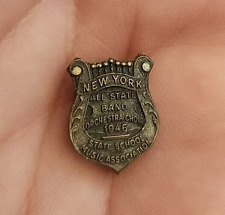 NEW YORK
ALL STATE
BAND
ORCHESTRA CHOIR
1946
STATE SCHOOL
MUSIC ASSOCIATION